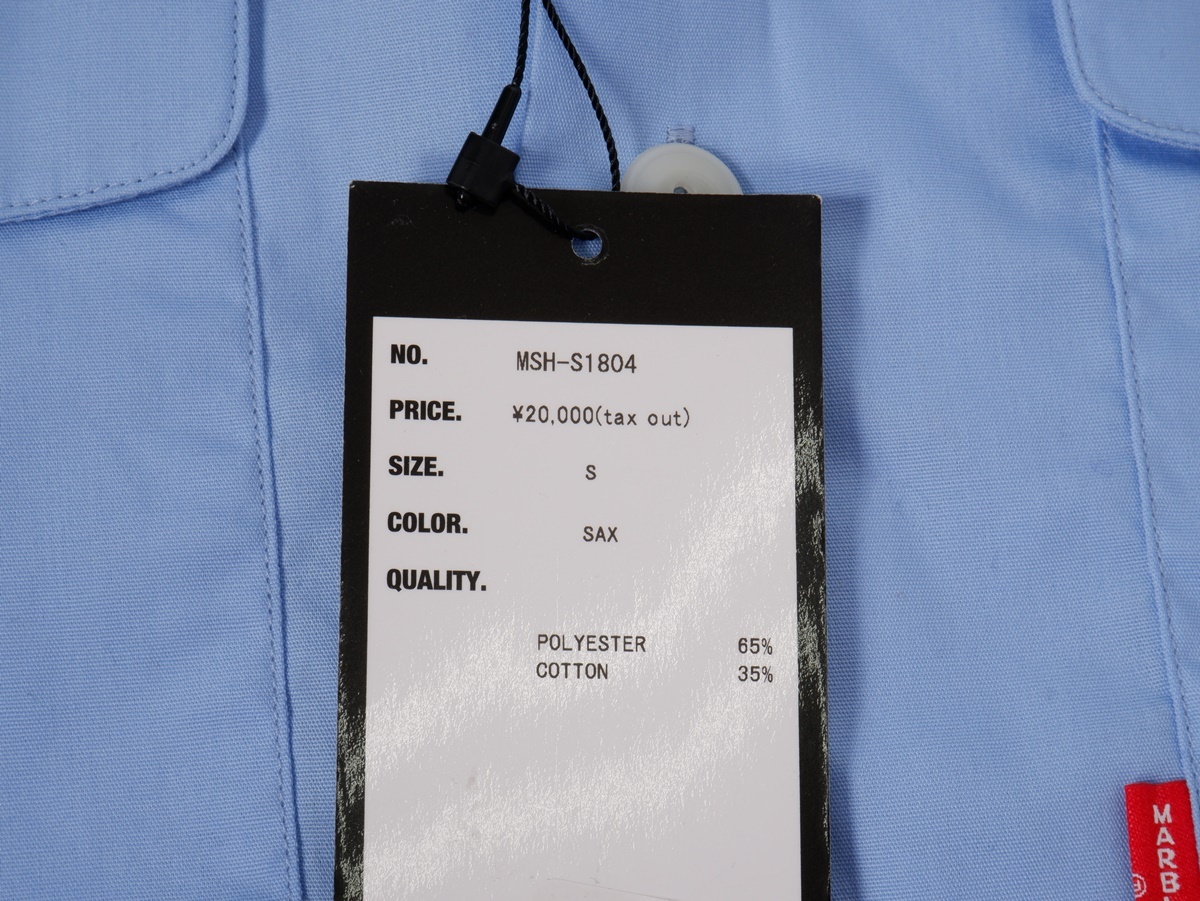 NO. MSH-S1804
PRICE. ¥20,000(tax out)
SIZE. S
COLOR. SAX
QUALITY.
POLYESTER 65%
COTTON 35%
MARB